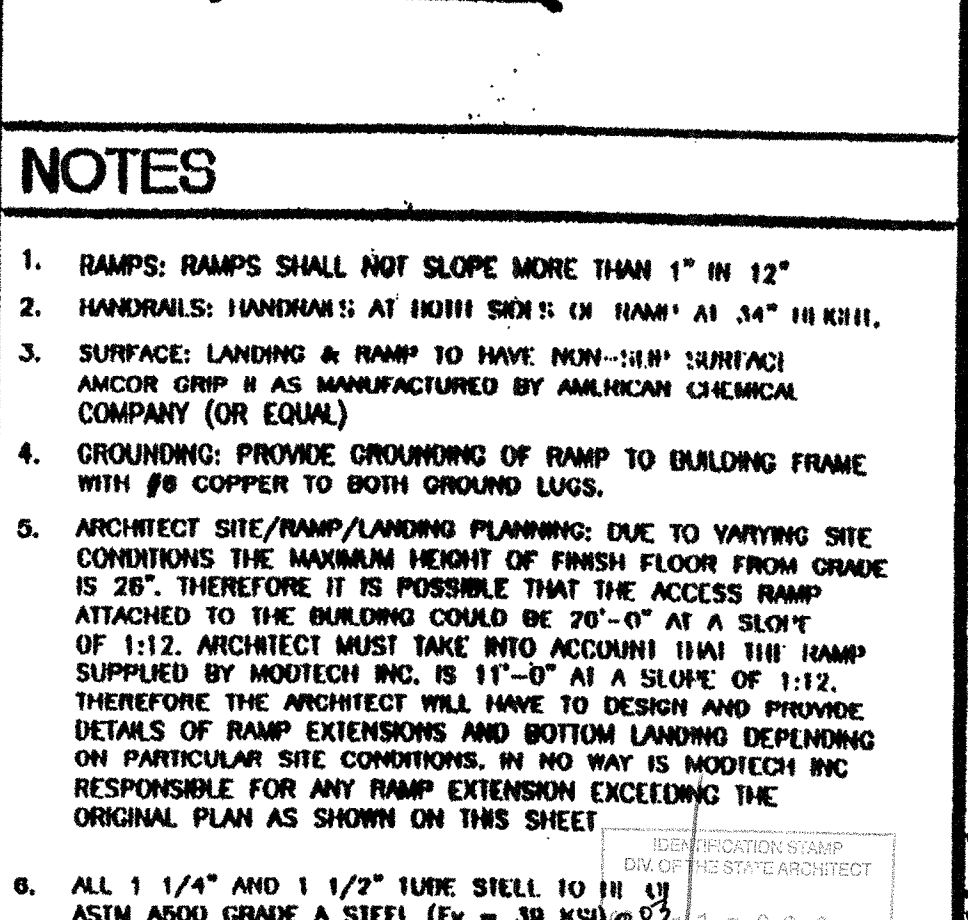 NOTES
1. RAMPS: RAMPS SHALL NOT SLOPE MORE THAN 1" IN 12"
2. HANDRAILS: HANDRAILS AT BOTH SIDES OF RAMP AT 34" HEIGHT.
3. SURFACE: LANDING & RAMP TO HAVE NON-SLIP SURFACE
AMCOR GRIP II AS MANUFACTURED BY AMERICAN CHEMICAL
COMPANY (OR EQUAL)
4. GROUNDING: PROVIDE GROUNDING OF RAMP TO BUILDING FRAME
WITH #6 COPPER TO BOTH GROUND LUGS.
5. ARCHITECT SITE/RAMP/LANDING PLANNING: DUE TO VARYING SITE
CONDITIONS THE MAXIMUM HEIGHT OF FINISH FLOOR FROM GRADE
IS 26". THEREFORE IT IS POSSIBLE THAT THE ACCESS RAMP
ATTACHED TO THE BUILDING COULD BE AT A SLOPE
OF 1:12. ARCHITECT MUST TAKE INTO ACCOUNT THAT THE RAMP
SUPPLIED BY MODTECH INC. IS 11'-0" AT A SLOPE OF 1:12.
THEREFORE THE ARCHITECT WILL HAVE TO DESIGN AND PROVIDE
DETAILS OF RAMP EXTENSIONS AND BOTTOM LANDING DEPENDING
ON PARTICULAR SITE CONDITIONS. IN NO WAY IS MODTECH INC
RESPONSIBLE FOR ANY RAMP EXTENSION EXCEEDING THE
ORIGINAL PLAN AS SHOWN ON THIS SHEET
IDENTIFICATION STAMP
DIV. OF THE STATE ARCHITECT
6. ALL 1 1/4" AND 1 1/2" TUBE STEEL TO BE OF
ASTM A500 GRADE A STEEL (Fy = 39 KSI)